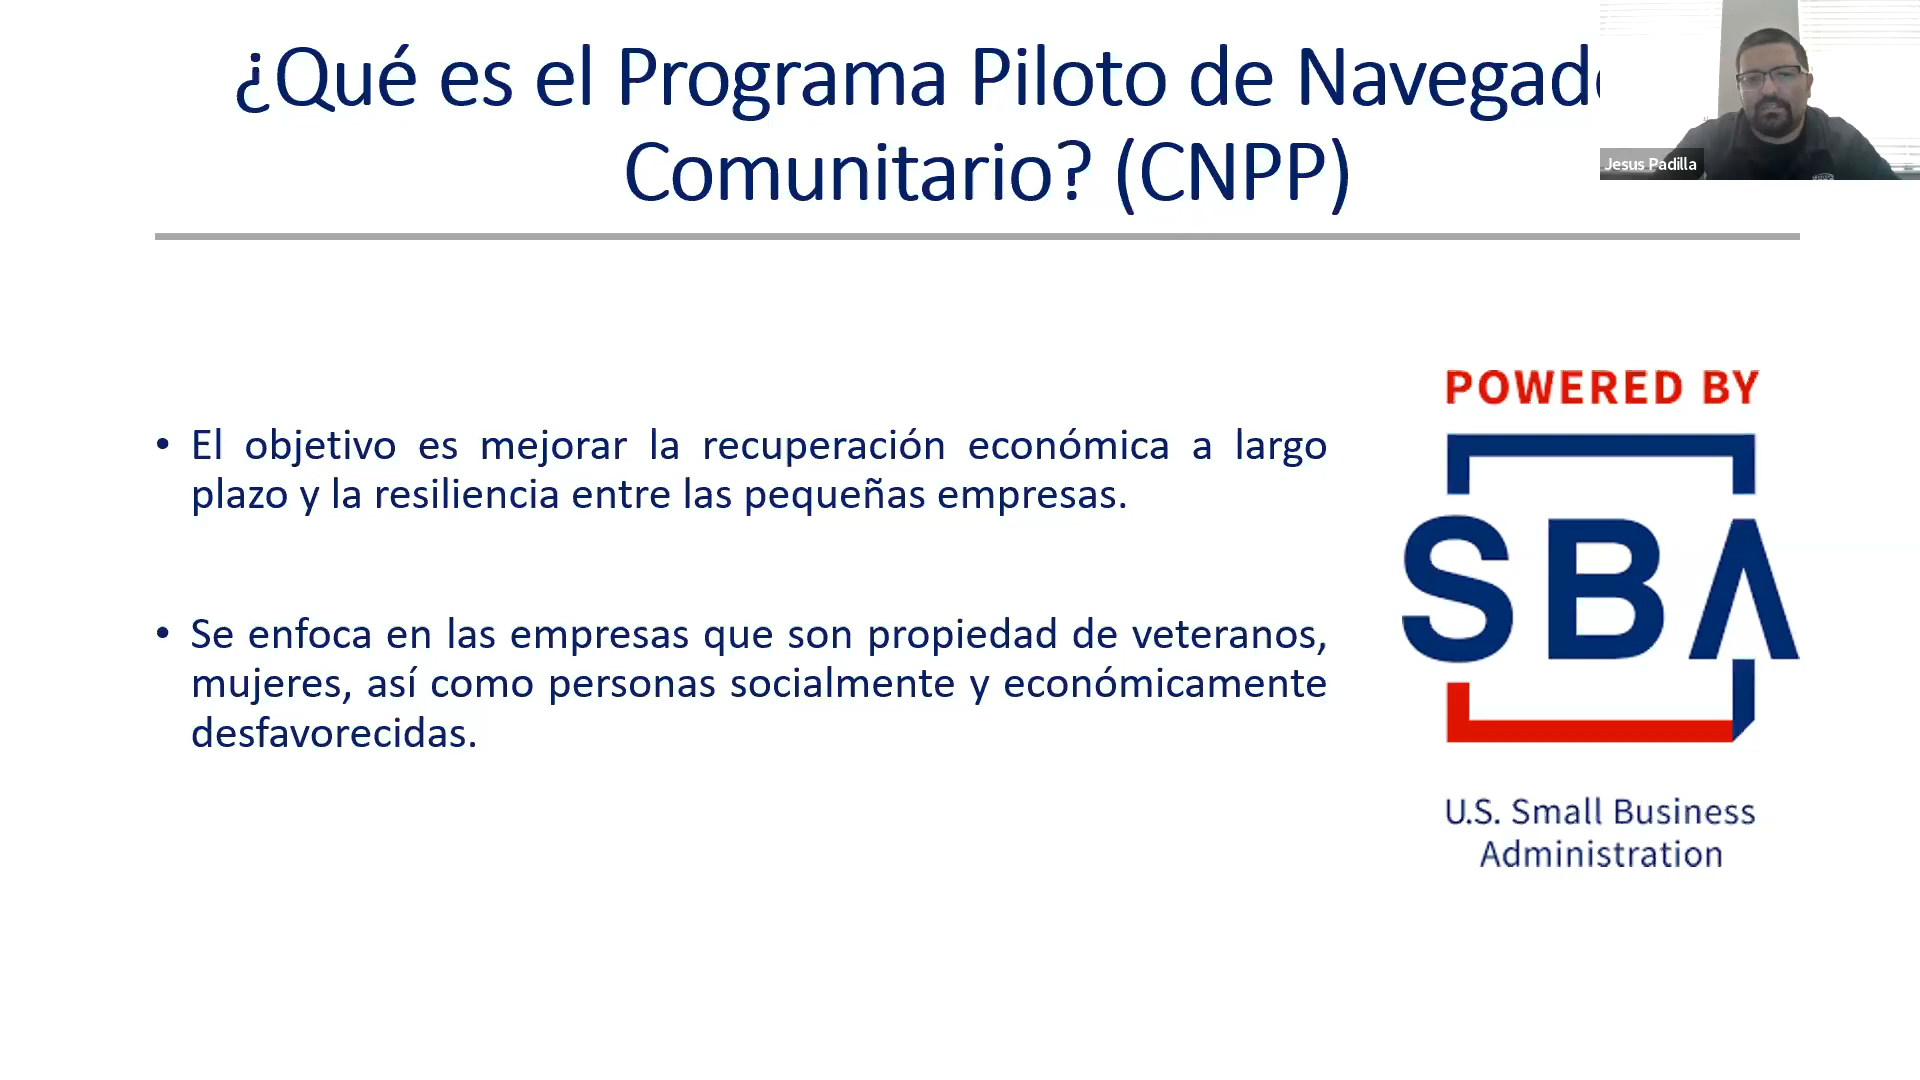 ¿Qué es el Programa Piloto de
Comunitario? (CNPP)
Jesus Padilla
• El objetivo es mejorar la recuperación económica a largo
plazo y la resiliencia entre las pequeñas empresas.
• Se enfoca en las empresas que son propiedad de veteranos,
mujeres, así como personas socialmente y económicamente
desfavorecidas.
POWERED BY
SBA
U.S. Small Business
Administration